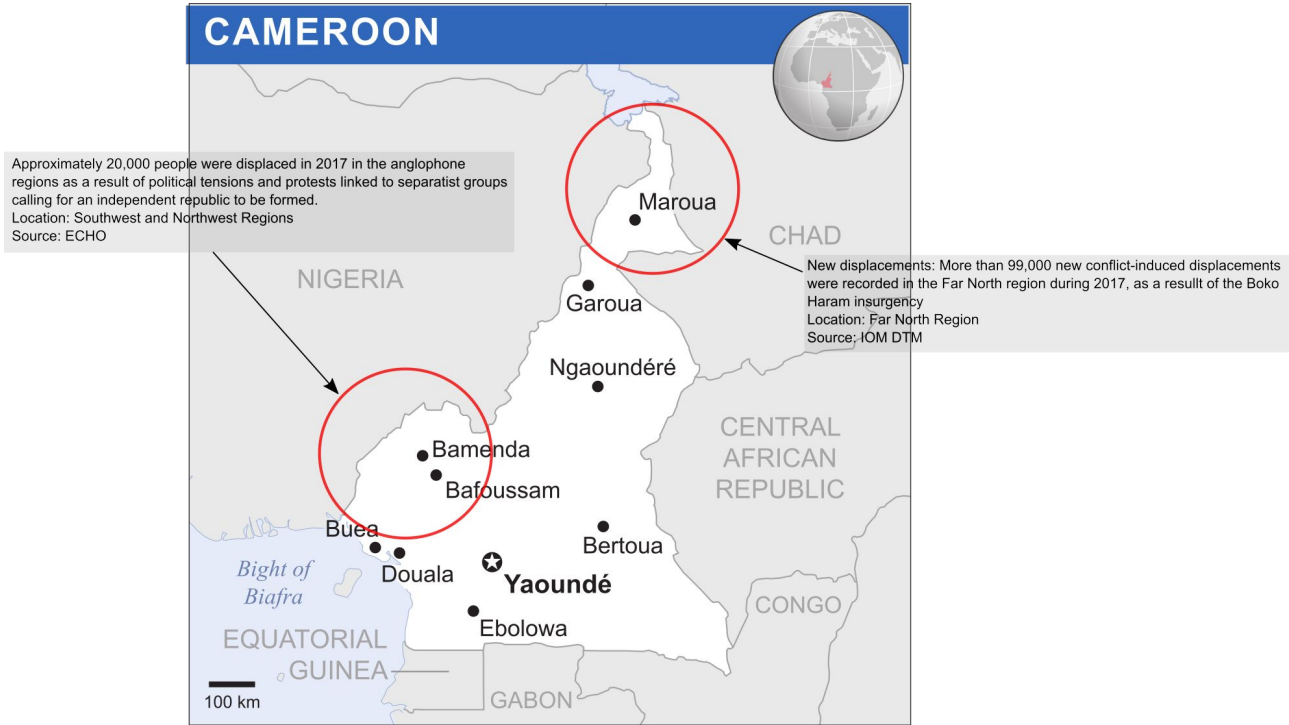 CAMEROON
Approximately 20,000 people were displaced in 2017 in the anglophone
regions as a result of political tensions and protests linked to separatist groups
calling for an independent republic to be formed.
Location: Southwest and Northwest Regions
Source: ECHO
Maroua
CHAD
New displacements: More than 99,000 new conflict-induced displacements
were recorded in the Far North region during 2017, as a resullt of the Boko
Haram insurgency
Location: Far North Region
Source: IOM DTM
NIGERIA
Garoua
Ngaoundéré
CENTRAL
AFRICAN
REPUBLIC
Bamenda
Bafoussam
Buea
Douala
Bertoua
Yaoundé
Bight of
Biafra
Ebolowa
CONGO
EQUATORIAL
GUINEA
GABON
100 km